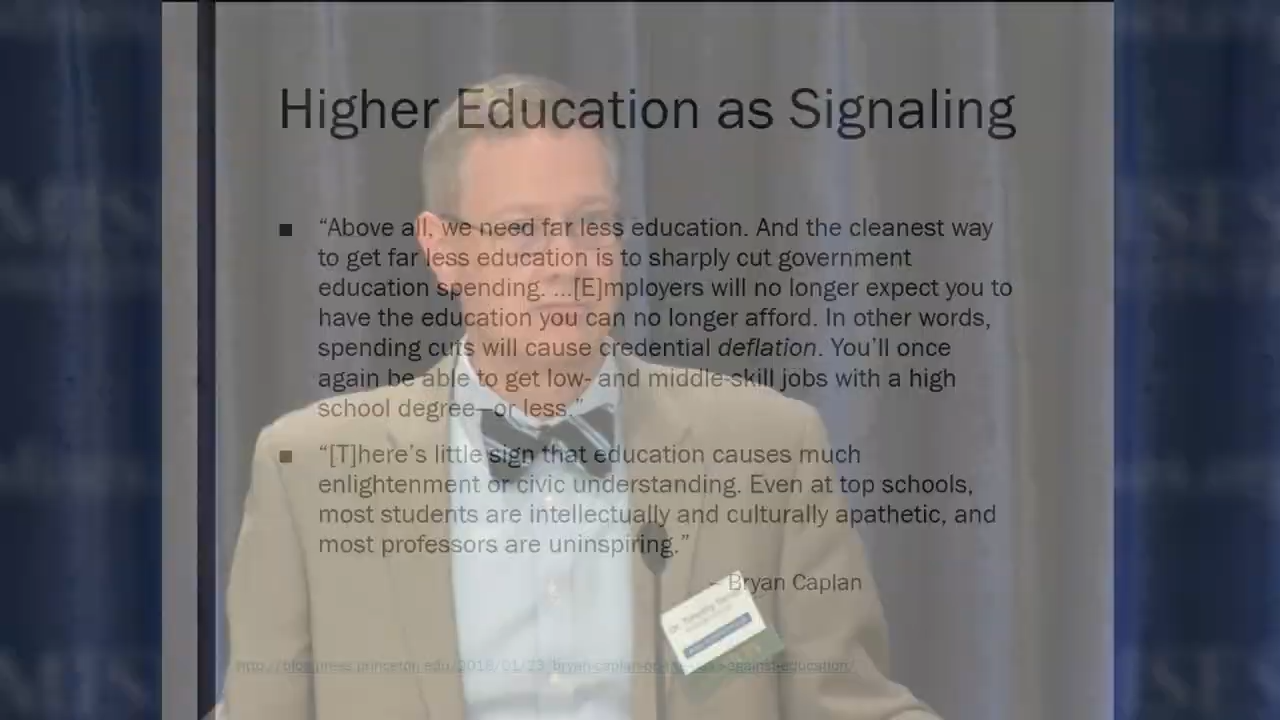 Higher Education as Signaling
■ “Above all, we need far less education. And the cleanest way
to get far less education is to sharply cut government
education spending. ...[E]mployers will no longer expect you to
have the education you can no longer afford. In other words,
spending cuts will cause credential deflation. You’ll once
again be able to get low- and middle-skill jobs with a high
school degree—or less.”
■ “[T]here’s little sign that education causes much
enlightenment or civic understanding. Even at top schools,
most students are intellectually and culturally apathetic, and
most professors are uninspiring.”
– Bryan Caplan
Dr. Timothy